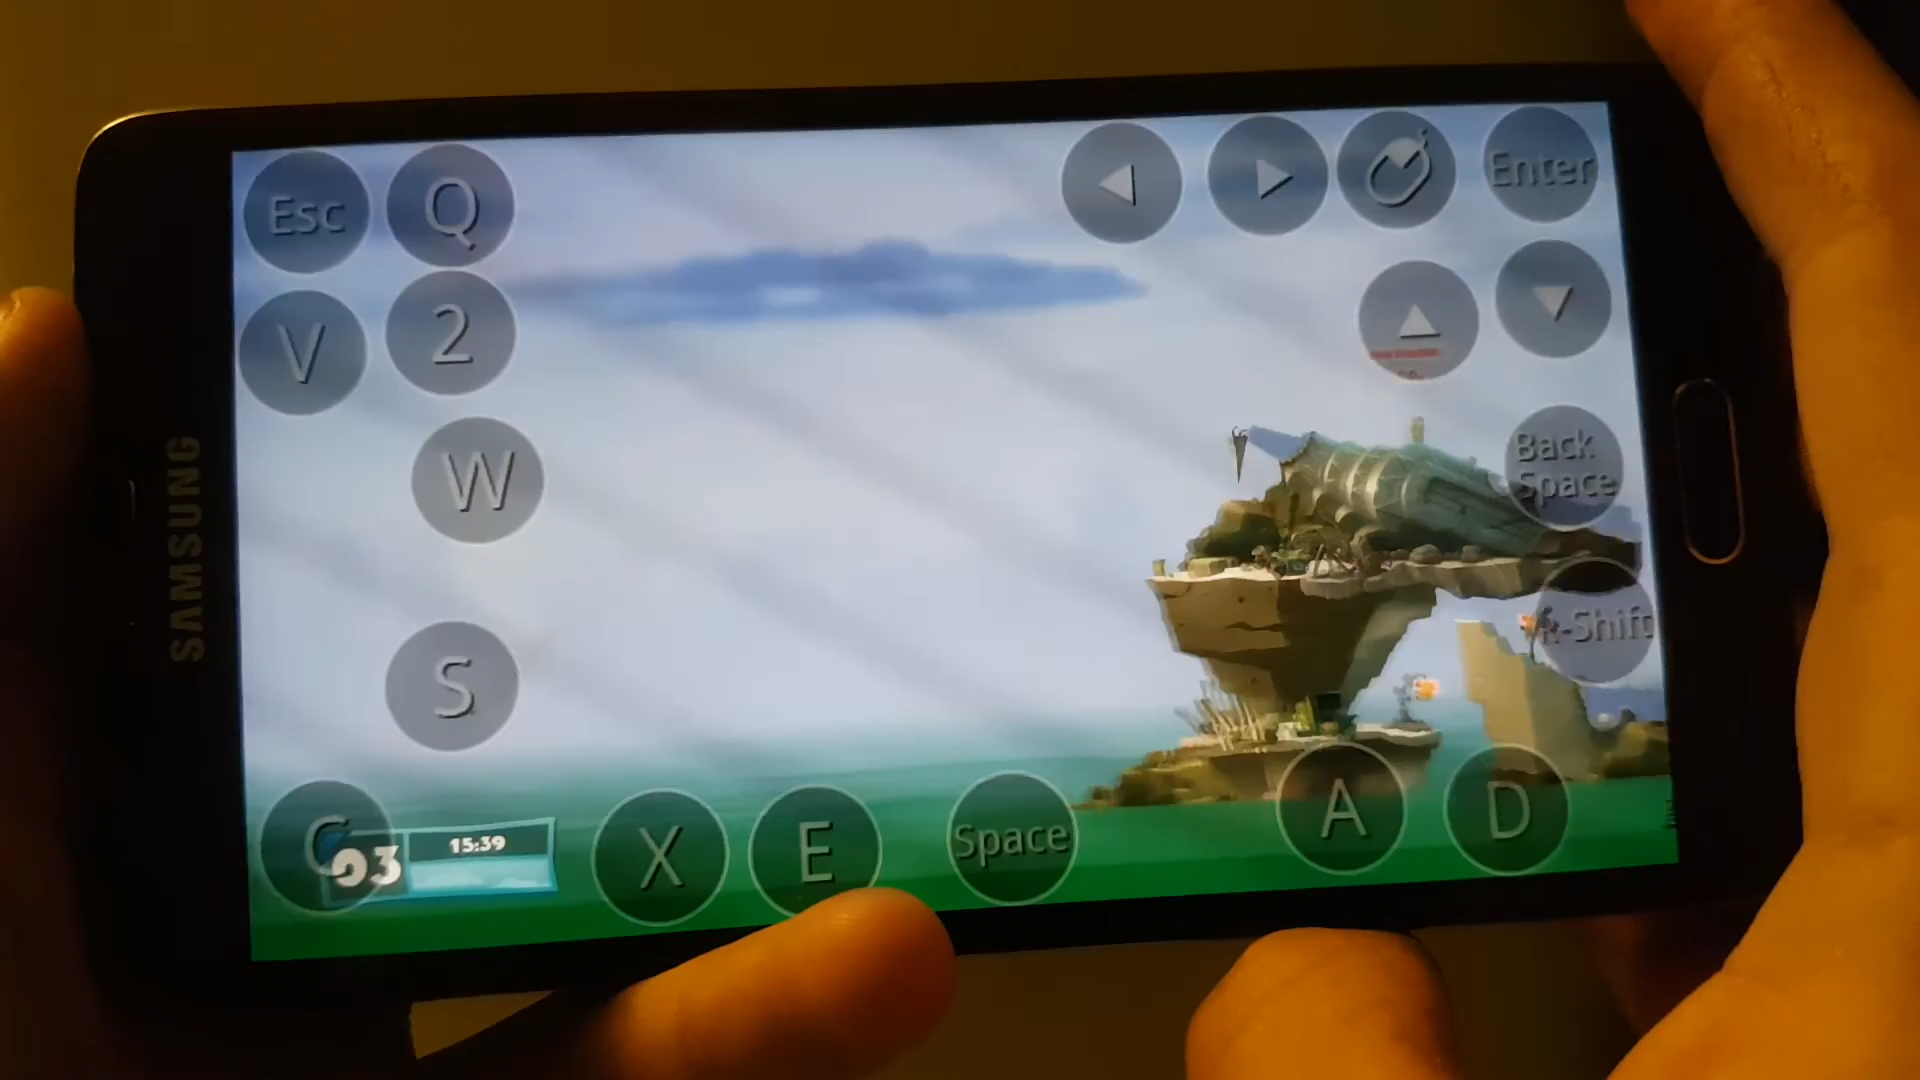 Esc
Q
Enter
V
2
W
Back
Space
SAMSUNG
R-Shift
S
C
03
15:39
X
E
Space
A
D